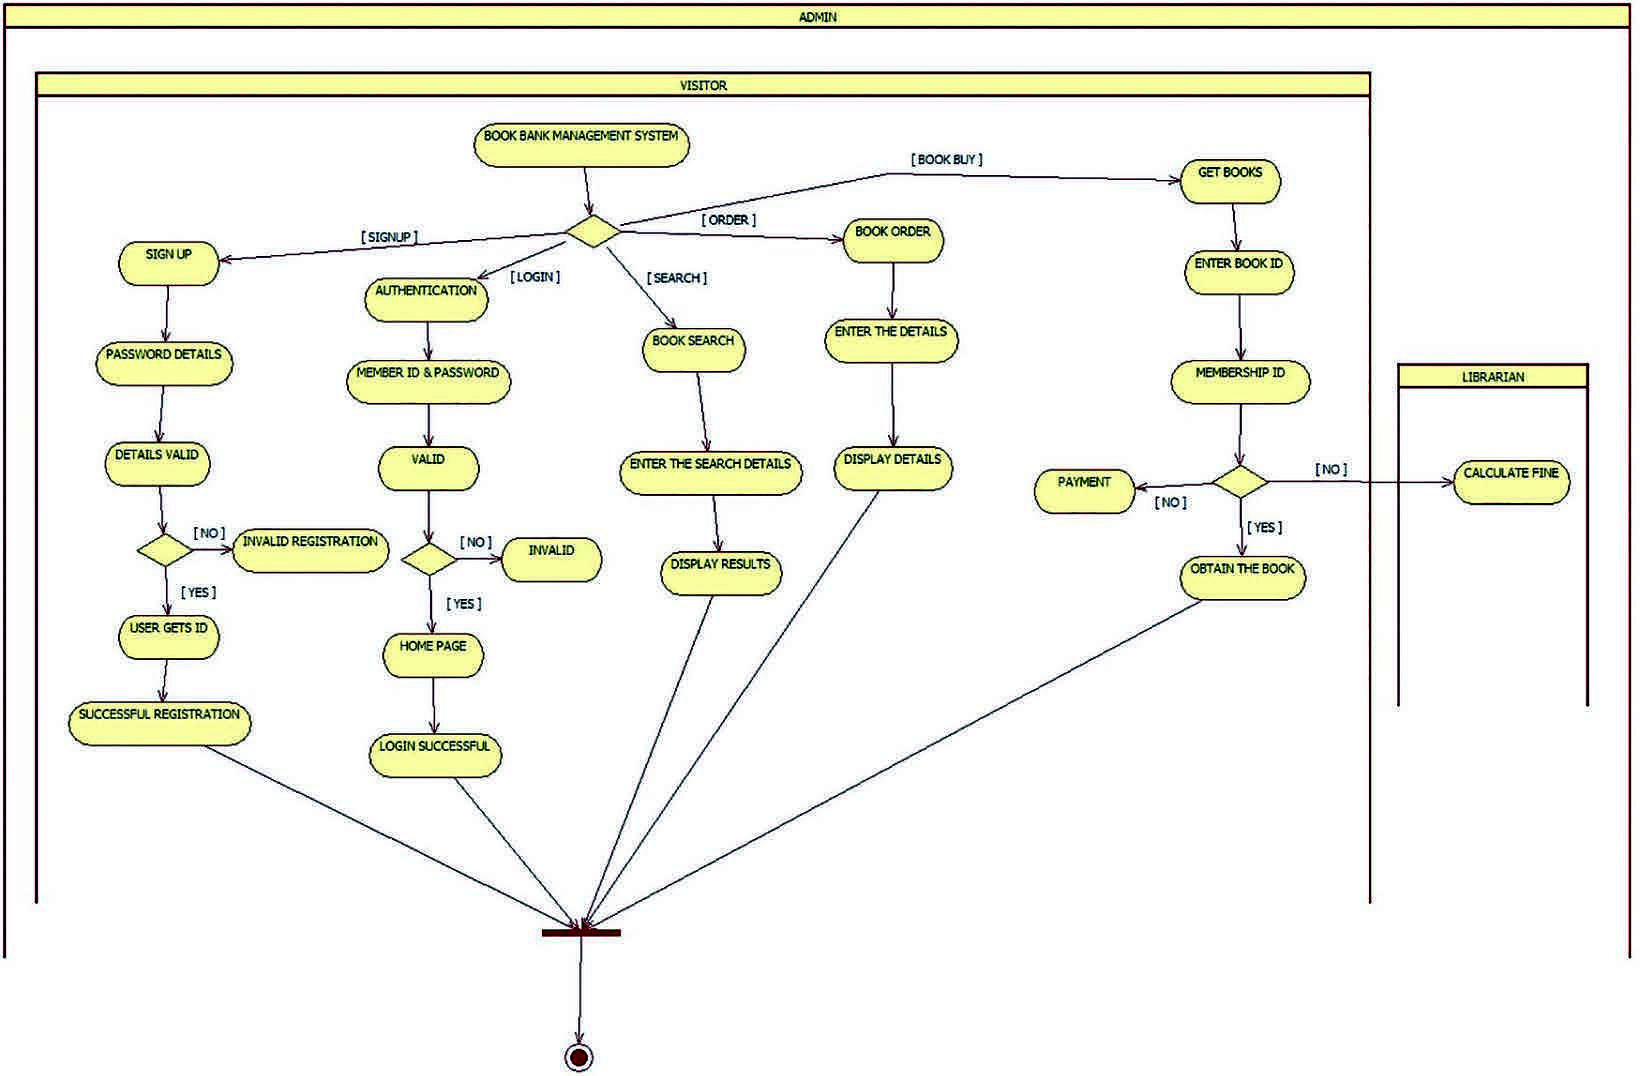 ADMIN
VISITOR
BOOK BANK MANAGEMENT SYSTEM
[ BOOK BUY ]
GET BOOKS
[ ORDER ]
BOOK ORDER
[ SIGNUP ]
SIGN UP
ENTER BOOK ID
[ LOGIN ]
[ SEARCH ]
AUTHENTICATION
ENTER THE DETAILS
BOOK SEARCH
PASSWORD DETAILS
MEMBER ID & PASSWORD
MEMBERSHIP ID
LIBRARIAN
DETAILS VALID
VALID
ENTER THE SEARCH DETAILS
DISPLAY DETAILS
[ NO ]
CALCULATE FINE
PAYMENT
[ NO ]
[ YES ]
[ NO ]
INVALID REGISTRATION
[ NO ]
INVALID
DISPLAY RESULTS
OBTAIN THE BOOK
[ YES ]
[ YES ]
USER GETS ID
HOME PAGE
SUCCESSFUL REGISTRATION
LOGIN SUCCESSFUL